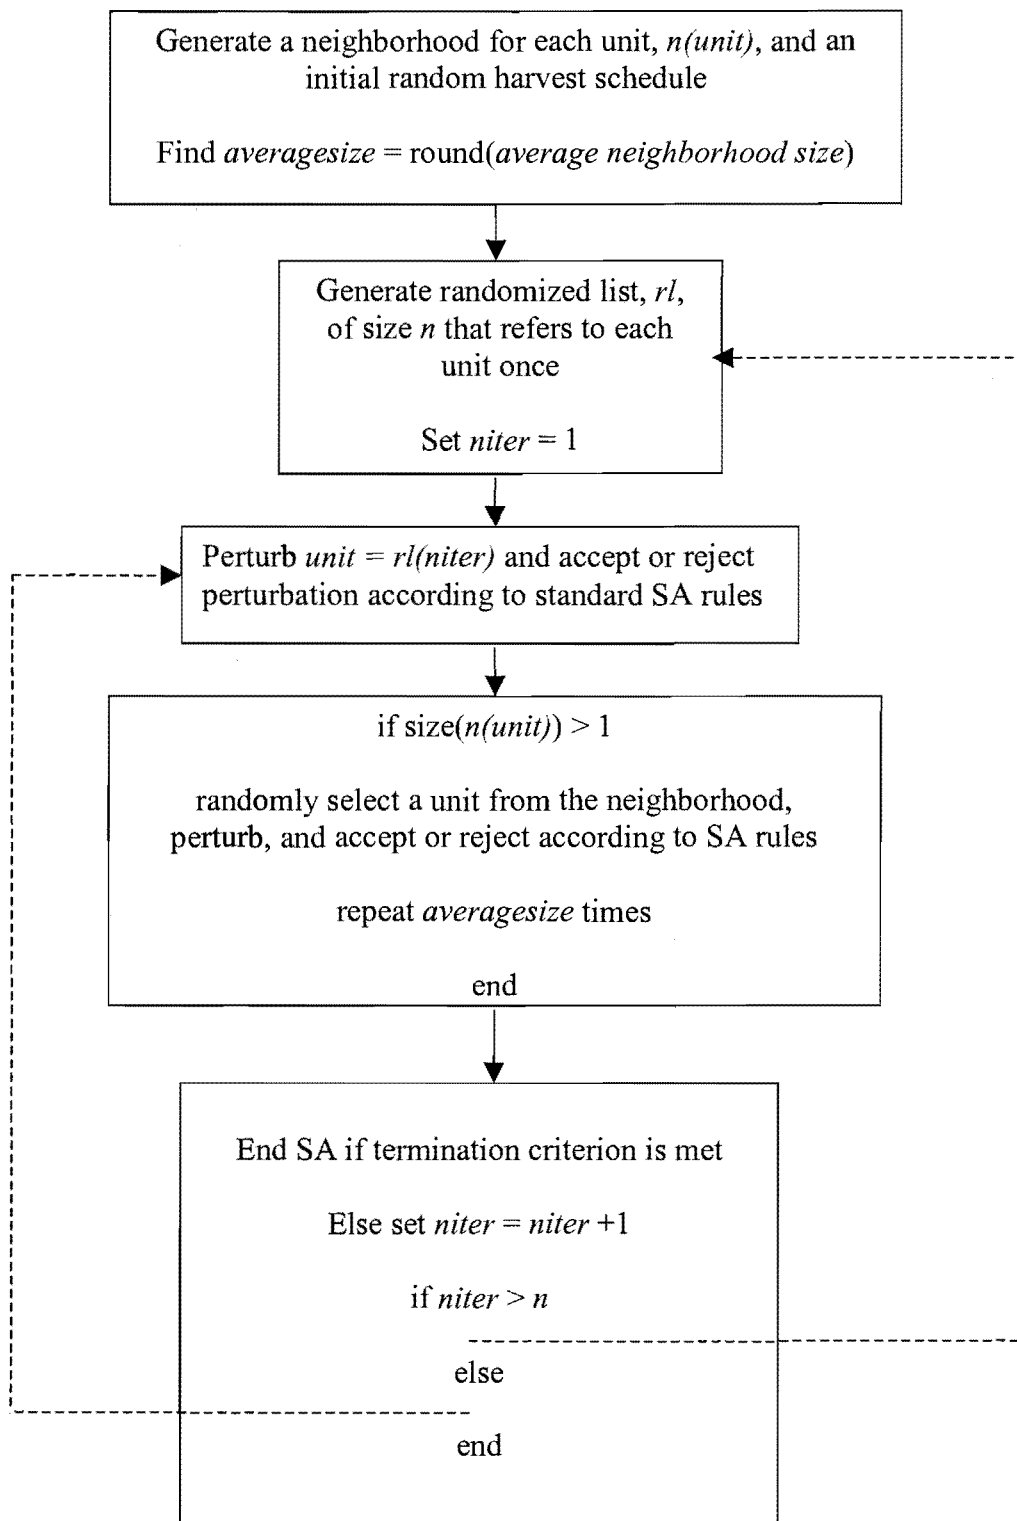 Generate a neighborhood for each unit, n(unit), and an
initial random harvest schedule
Find averagesize = round(average neighborhood size)
Generate randomized list, rl,
of size n that refers to each
unit once
Set niter = 1
Perturb unit = rl(niter) and accept or reject
perturbation according to standard SA rules
if size(n(unit)) > 1
randomly select a unit from the neighborhood,
perturb, and accept or reject according to SA rules
repeat averagesize times
end
End SA if termination criterion is met
Else set niter = niter +1
if niter > n
else
end